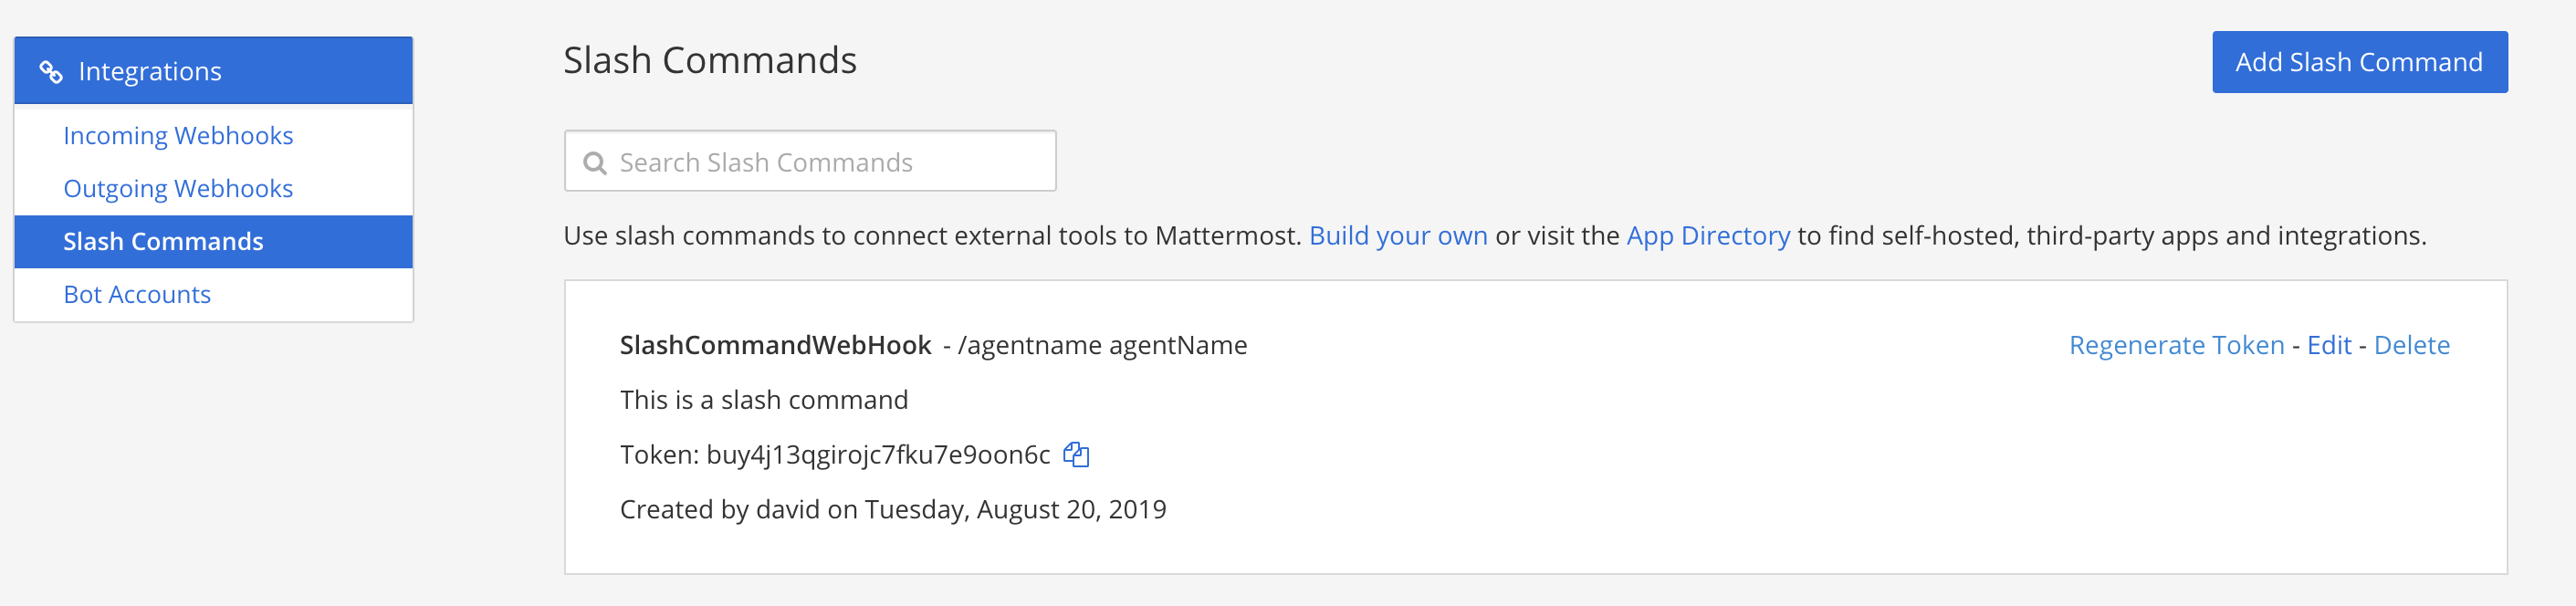 Integrations
Incoming Webhooks
Outgoing Webhooks
Slash Commands
Bot Accounts
Slash Commands
Add Slash Command
Search Slash Commands
Use slash commands to connect external tools to Mattermost. Build your own or visit the App Directory to find self-hosted, third-party apps and integrations.
SlashCommandWebHook - /agentname agentName
Regenerate Token - Edit - Delete
This is a slash command
Token: buy4j13qgirojc7fku7e9oon6c
Created by david on Tuesday, August 20, 2019